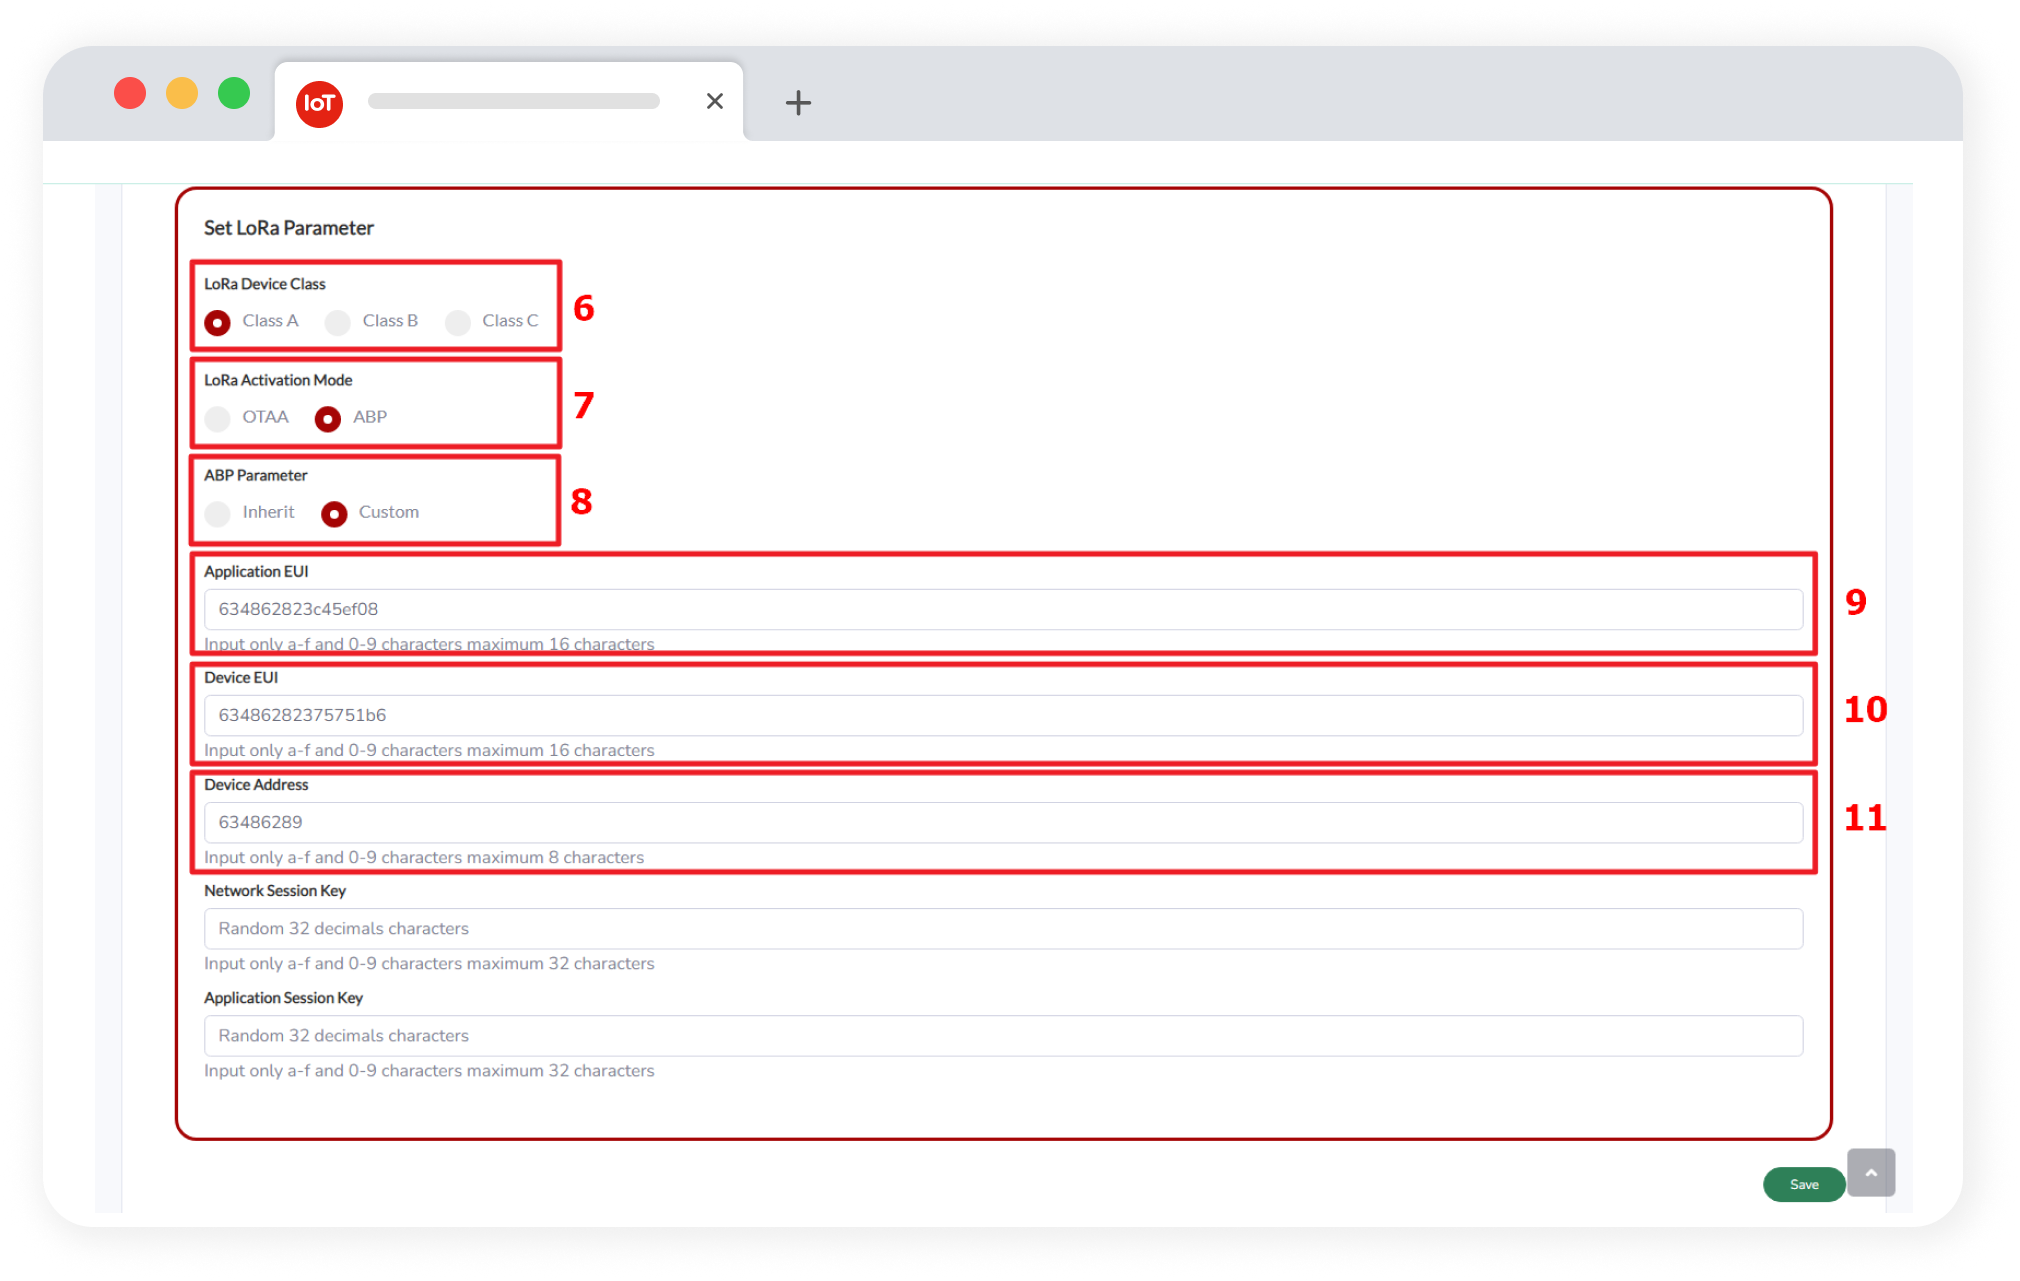 IoT
Set LoRa Parameter
LoRa Device Class
Class A Class B Class C
6
LoRa Activation Mode
OTAA ABP
7
ABP Parameter
Inherit Custom
8
Application EUI
634862823c45ef08
Input only a-f and 0-9 characters maximum 16 characters
9
Device EUI
63486282375751b6
Input only a-f and 0-9 characters maximum 16 characters
10
Device Address
63486289
Input only a-f and 0-9 characters maximum 8 characters
11
Network Session Key
Random 32 decimals characters
Input only a-f and 0-9 characters maximum 32 characters
Application Session Key
Random 32 decimals characters
Input only a-f and 0-9 characters maximum 32 characters
Save